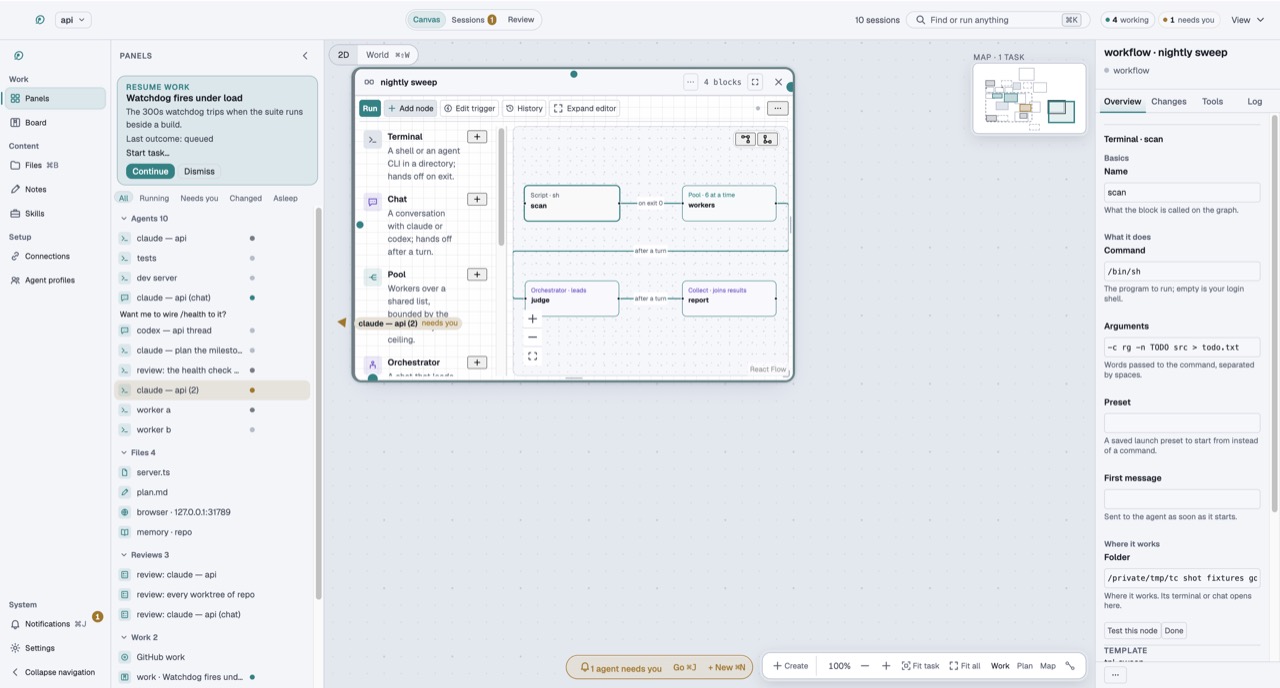 api
Canvas
Sessions 1
Review
10 sessions
Find or run anything
⌘K
4 working
1 needs you
View
Work
Panels
Board
Content
Files ⌘B
Notes
Skills
Setup
Connections
Agent profiles
System
Notifications ⌘J
1
Settings
Collapse navigation
PANELS
RESUME WORK
Watchdog fires under load
The 300s watchdog trips when the suite runs
beside a build.
Last outcome: queued
Start task…
Continue
Dismiss
All
Running
Needs you
Changed
Asleep
Agents 10
claude — api
tests
dev server
claude — api (chat)
Want me to wire /health to it?
codex — api thread
claude — plan the milesto…
review: the health check …
claude — api (2)
worker a
worker b
Files 4
server.ts
plan.md
browser · 127.0.0.1:31789
memory · repo
Reviews 3
review: claude — api
review: every worktree of repo
review: claude — api (chat)
Work 2
GitHub work
work · Watchdog fires und…
2D
World ⌘⇧W
nightly sweep
4 blocks
Run
Add node
Edit trigger
History
Expand editor
Terminal
A shell or an agent
CLI in a directory;
hands off on exit.
Chat
A conversation
with claude or
codex; hands off
after a turn.
Pool
Workers over a
shared list,
bounded by the
claude — api (2) needs you
ceiling.
Orchestrator
Script · sh
scan
on exit 0
Pool · 6 at a time
workers
after a turn
Orchestrator · leads
judge
after a turn
Collect · joins results
report
React Flow
MAP · 1 TASK
1 agent needs you
Go ⌘J
+ New ⌘N
Create
100%
Fit task
Fit all
Work
Plan
Map
workflow · nightly sweep
workflow
Overview
Changes
Tools
Log
Terminal · scan
Basics
Name
scan
What the block is called on the graph.
What it does
Command
/bin/sh
The program to run; empty is your login
shell.
Arguments
-c rg -n TODO src > todo.txt
Words passed to the command, separated
by spaces.
Preset
A saved launch preset to start from instead
of a command.
First message
Sent to the agent as soon as it starts.
Where it works
Folder
/private/tmp/tc shot fixtures gc
Where it works. Its terminal or chat opens
here.
Test this node
Done
TEMPLATE